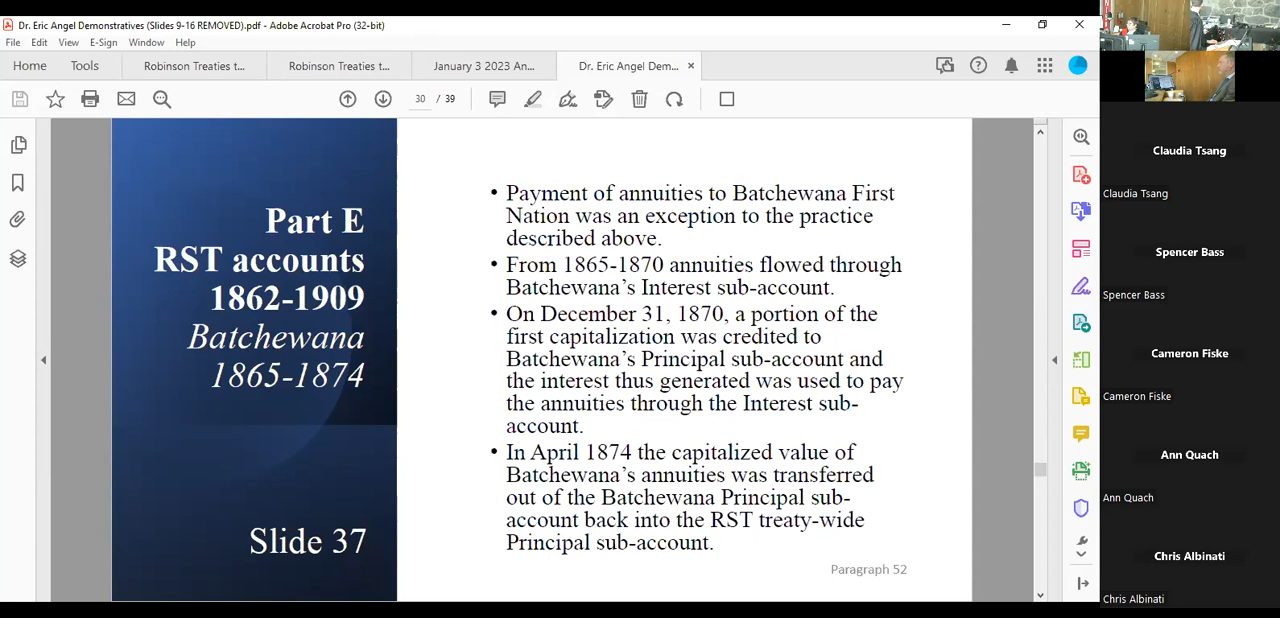 Dr. Eric Angel Demonstratives (Slides 9-16 REMOVED).pdf - Adobe Acrobat Pro (32-bit)
File Edit View E-Sign Window Help
Home Tools Robinson Treaties t... Robinson Treaties t... January 3 2023 An... Dr. Eric Angel Dem... ×
30 / 39
Part E
RST accounts
1862-1909
Batchewana
1865-1874
Slide 37
• Payment of annuities to Batchewana First
Nation was an exception to the practice
described above.
• From 1865-1870 annuities flowed through
Batchewana’s Interest sub-account.
• On December 31, 1870, a portion of the
first capitalization was credited to
Batchewana’s Principal sub-account and
the interest thus generated was used to pay
the annuities through the Interest sub-
account.
• In April 1874 the capitalized value of
Batchewana’s annuities was transferred
out of the Batchewana Principal sub-
account back into the RST treaty-wide
Principal sub-account.
Paragraph 52
Claudia Tsang
Claudia Tsang
Spencer Bass
Spencer Bass
Cameron Fiske
Cameron Fiske
Ann Quach
Ann Quach
Chris Albinati
Chris Albinati